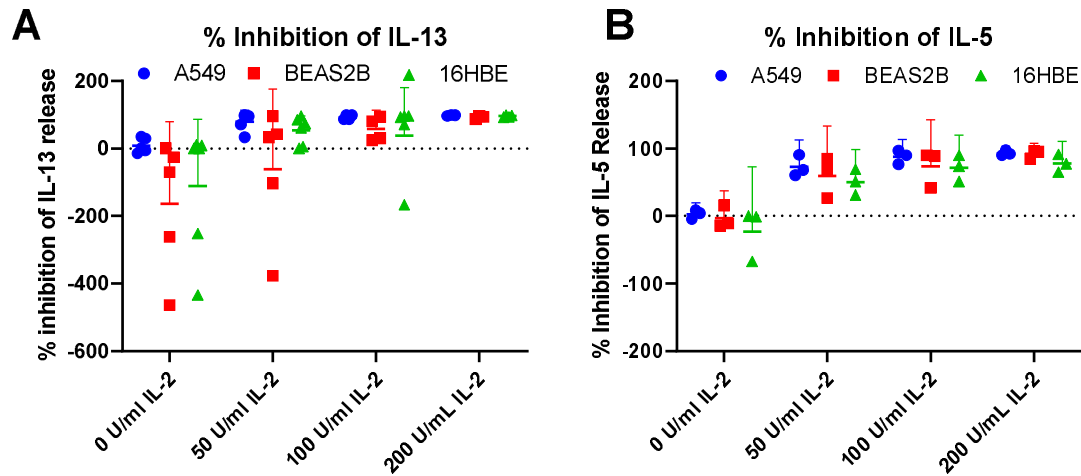 A
% Inhibition of IL-13
A549 BEAS2B 16HBE
% inhibition of IL-13 release
200
0
-200
-400
-600
0 U/ml IL-2
50 U/ml IL-2
100 U/ml IL-2
200 U/mL IL-2
B
% Inhibition of IL-5
A549 BEAS2B 16HBE
% Inhibition of IL-5 Release
200
100
0
-100
-200
0 U/ml IL-2
50 U/ml IL-2
100 U/ml IL-2
200 U/mL IL-2